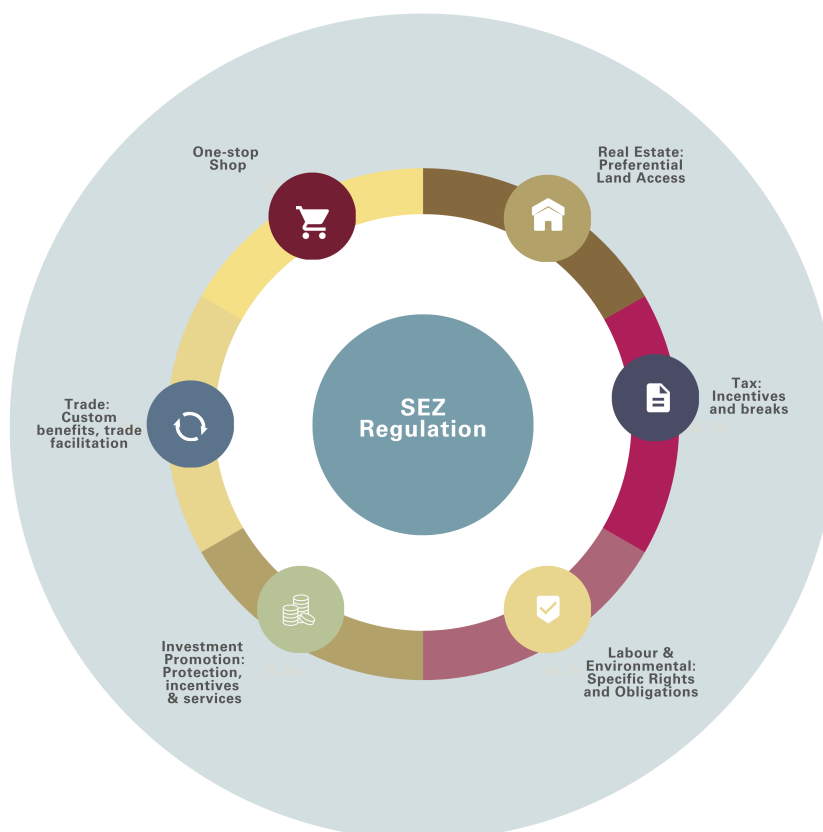 One-stop
Shop
Real Estate:
Preferential
Land Access
Tax:
Incentives
and breaks
Labour &
Environmental:
Specific Rights
and Obligations
Investment
Promotion:
Protection,
incentives
& services
Trade:
Custom
benefits, trade
facilitation
SEZ
Regulation